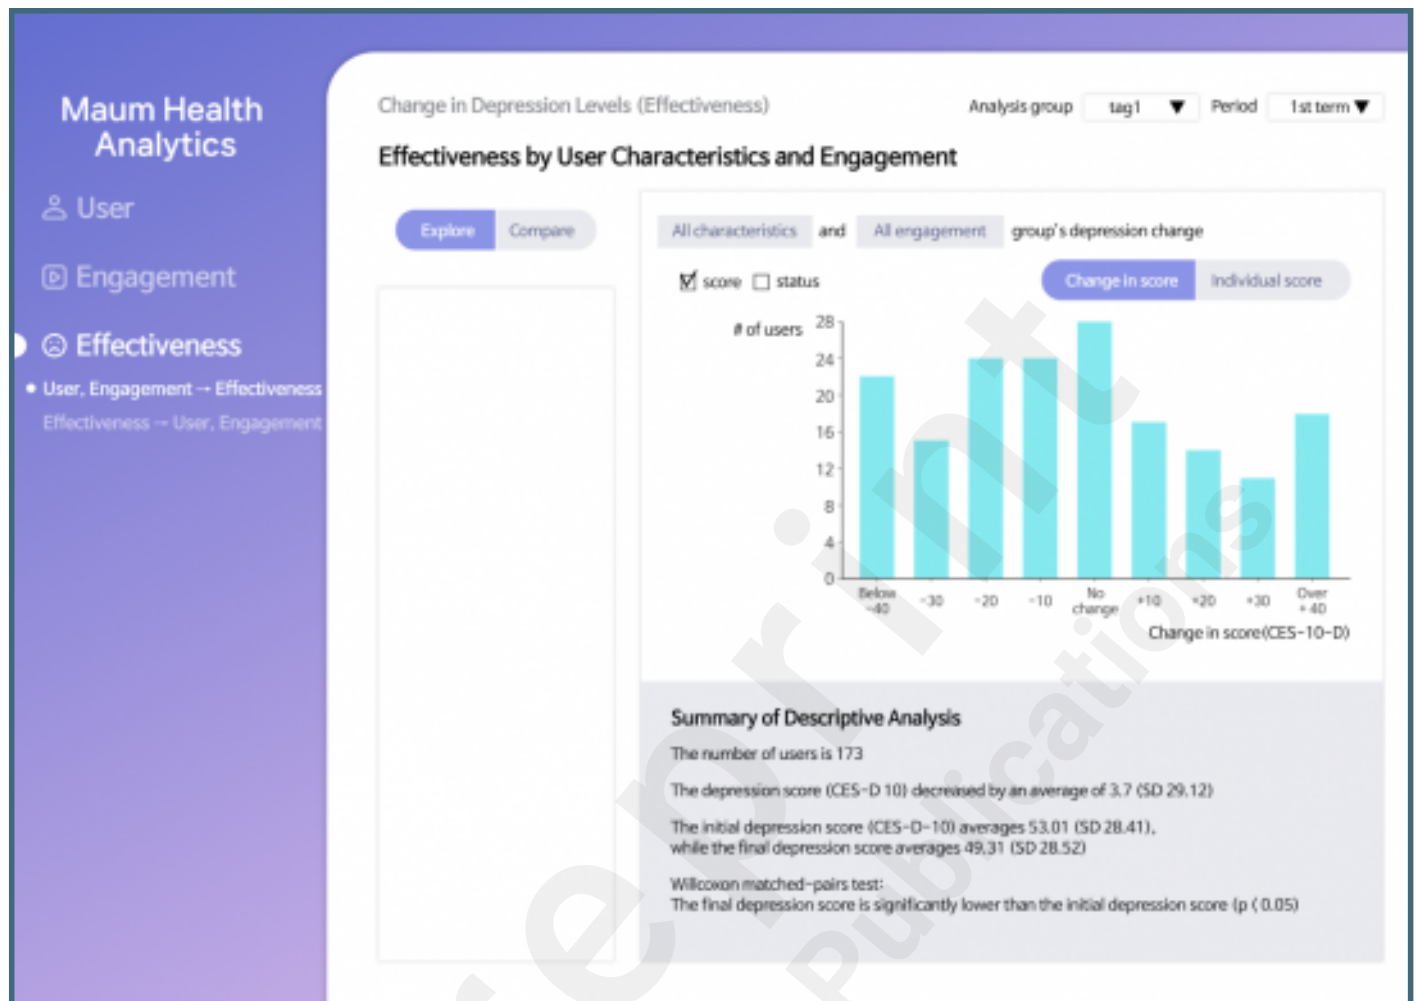 Maum Health
Analytics
User
Engagement
Effectiveness
User, Engagement → Effectiveness
Effectiveness → User, Engagement
Change in Depression Levels (Effectiveness)
Analysis group tag1 ▼ Period 1st term ▼
Effectiveness by User Characteristics and Engagement
Explore Compare
All characteristics and All engagement group's depression change
score status
Change in score Individual score
# of users
28
24
20
16
12
8
4
0
Below -40 -30 -20 -10 No change +10 +20 +30 Over +40
Change in score(CES-10-D)
Summary of Descriptive Analysis
The number of users is 173
The depression score (CES-D 10) decreased by an average of 3.7 (SD 29.12)
The initial depression score (CES-D-10) averages 53.01 (SD 28.41),
while the final depression score averages 49.31 (SD 28.52)
Willcoxon matched-pairs test:
The final depression score is significantly lower than the initial depression score (p ( 0.05)
reprint
Publications